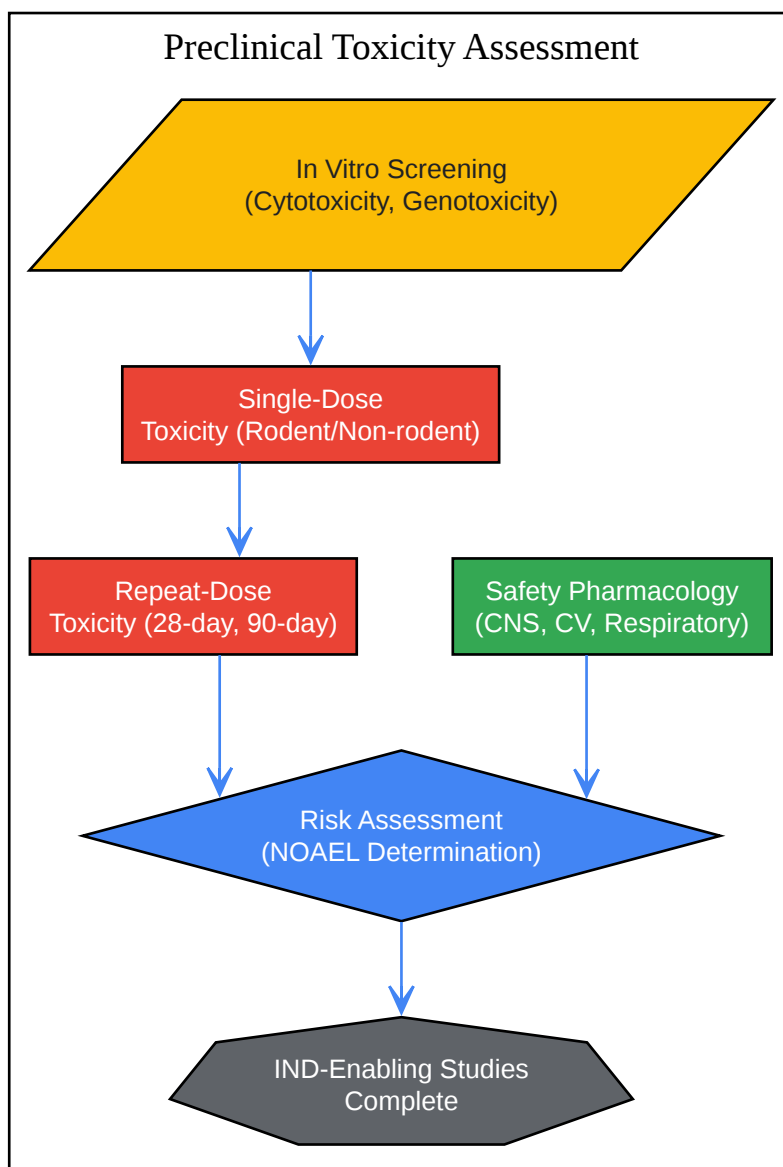 Preclinical Toxicity Assessment
In Vitro Screening
(Cytotoxicity, Genotoxicity)
Single-Dose
Toxicity (Rodent/Non-rodent)
Repeat-Dose
Toxicity (28-day, 90-day)
Safety Pharmacology
(CNS, CV, Respiratory)
Risk Assessment
(NOAEL Determination)
IND-Enabling Studies
Complete